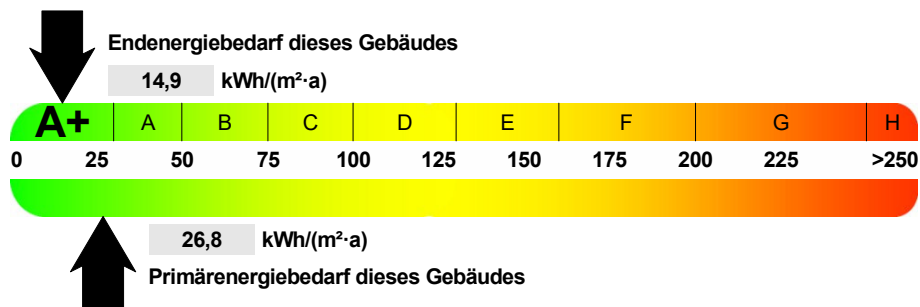 Endenergiebedarf dieses Gebäudes
14,9 kWh/(m²·a)
A+ A B C D E F G H
0 25 50 75 100 125 150 175 200 225 >250
26,8 kWh/(m²·a)
Primärenergiebedarf dieses Gebäudes